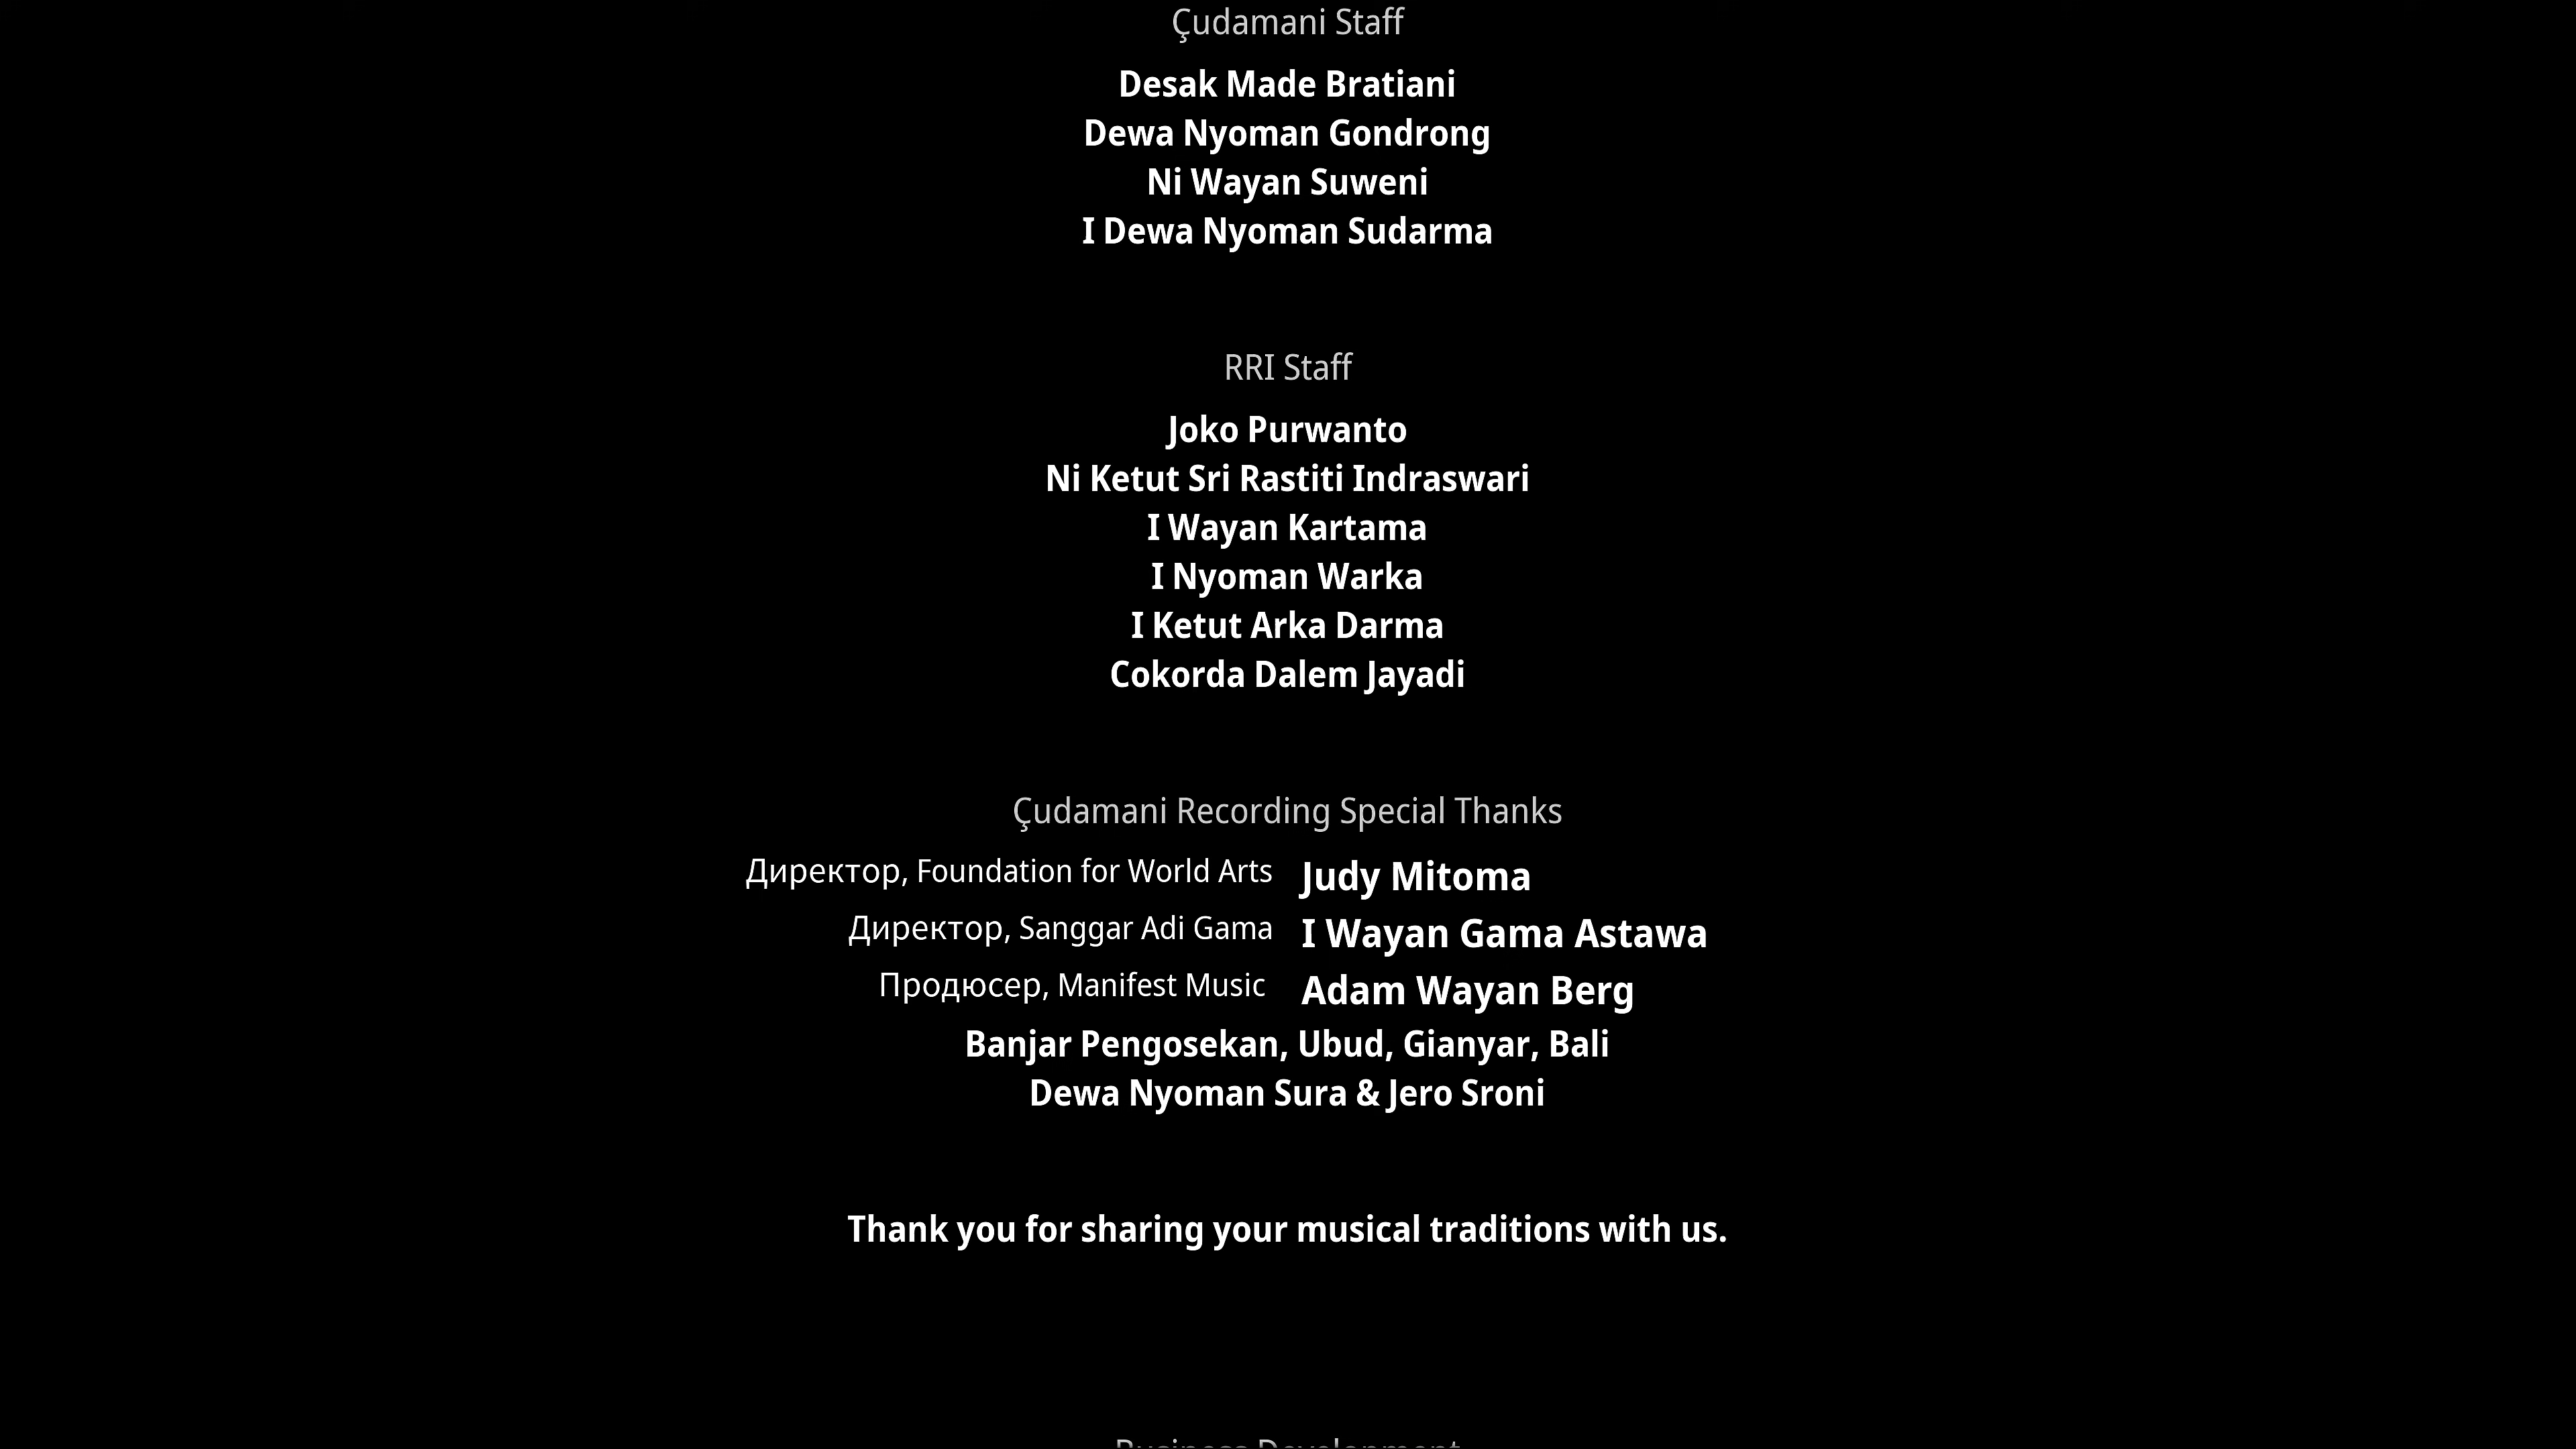 Çudamani Staff
Desak Made Bratiani
Dewa Nyoman Gondrong
Ni Wayan Suweni
I Dewa Nyoman Sudarma
RRI Staff
Joko Purwanto
Ni Ketut Sri Rastiti Indraswari
I Wayan Kartama
I Nyoman Warka
I Ketut Arka Darma
Cokorda Dalem Jayadi
Çudamani Recording Special Thanks
Директор, Foundation for World Arts Judy Mitoma
Директор, Sanggar Adi Gama I Wayan Gama Astawa
Продюсер, Manifest Music Adam Wayan Berg
Banjar Pengosekan, Ubud, Gianyar, Bali
Dewa Nyoman Sura & Jero Sroni
Thank you for sharing your musical traditions with us.
Business Development